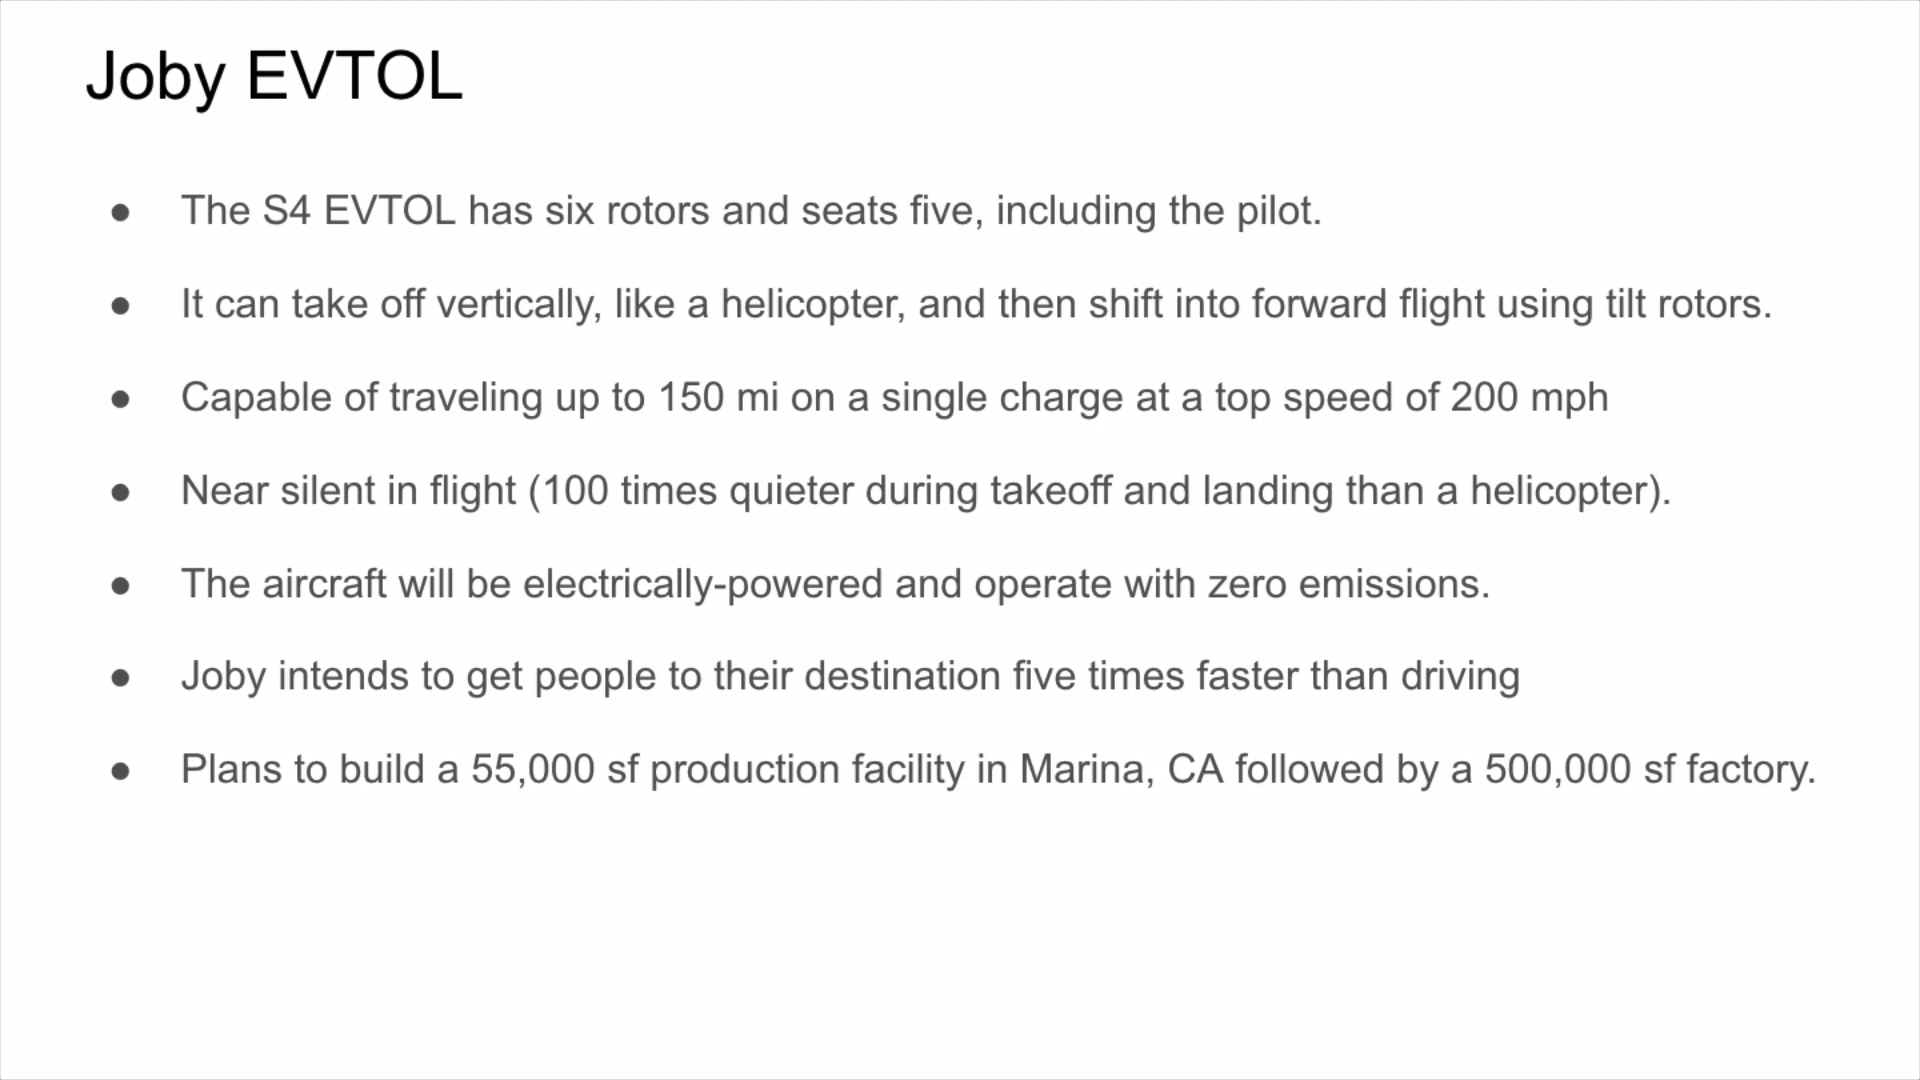 Joby EVTOL
● The S4 EVTOL has six rotors and seats five, including the pilot.
● It can take off vertically, like a helicopter, and then shift into forward flight using tilt rotors.
● Capable of traveling up to 150 mi on a single charge at a top speed of 200 mph
● Near silent in flight (100 times quieter during takeoff and landing than a helicopter).
● The aircraft will be electrically-powered and operate with zero emissions.
● Joby intends to get people to their destination five times faster than driving
● Plans to build a 55,000 sf production facility in Marina, CA followed by a 500,000 sf factory.